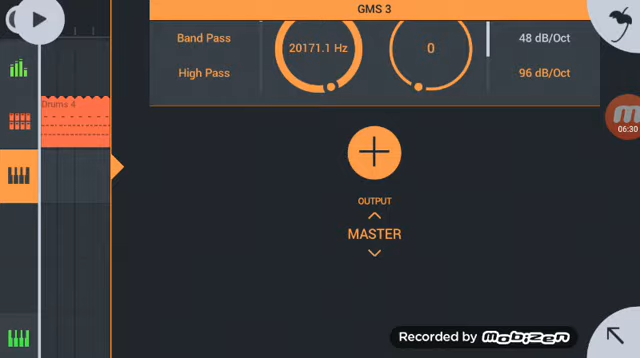 GMS 3
Band Pass
20171.1 Hz
0
48 dB/Oct
High Pass
96 dB/Oct
Drums 4
06:30
OUTPUT
MASTER
Recorded by MOBIZEN